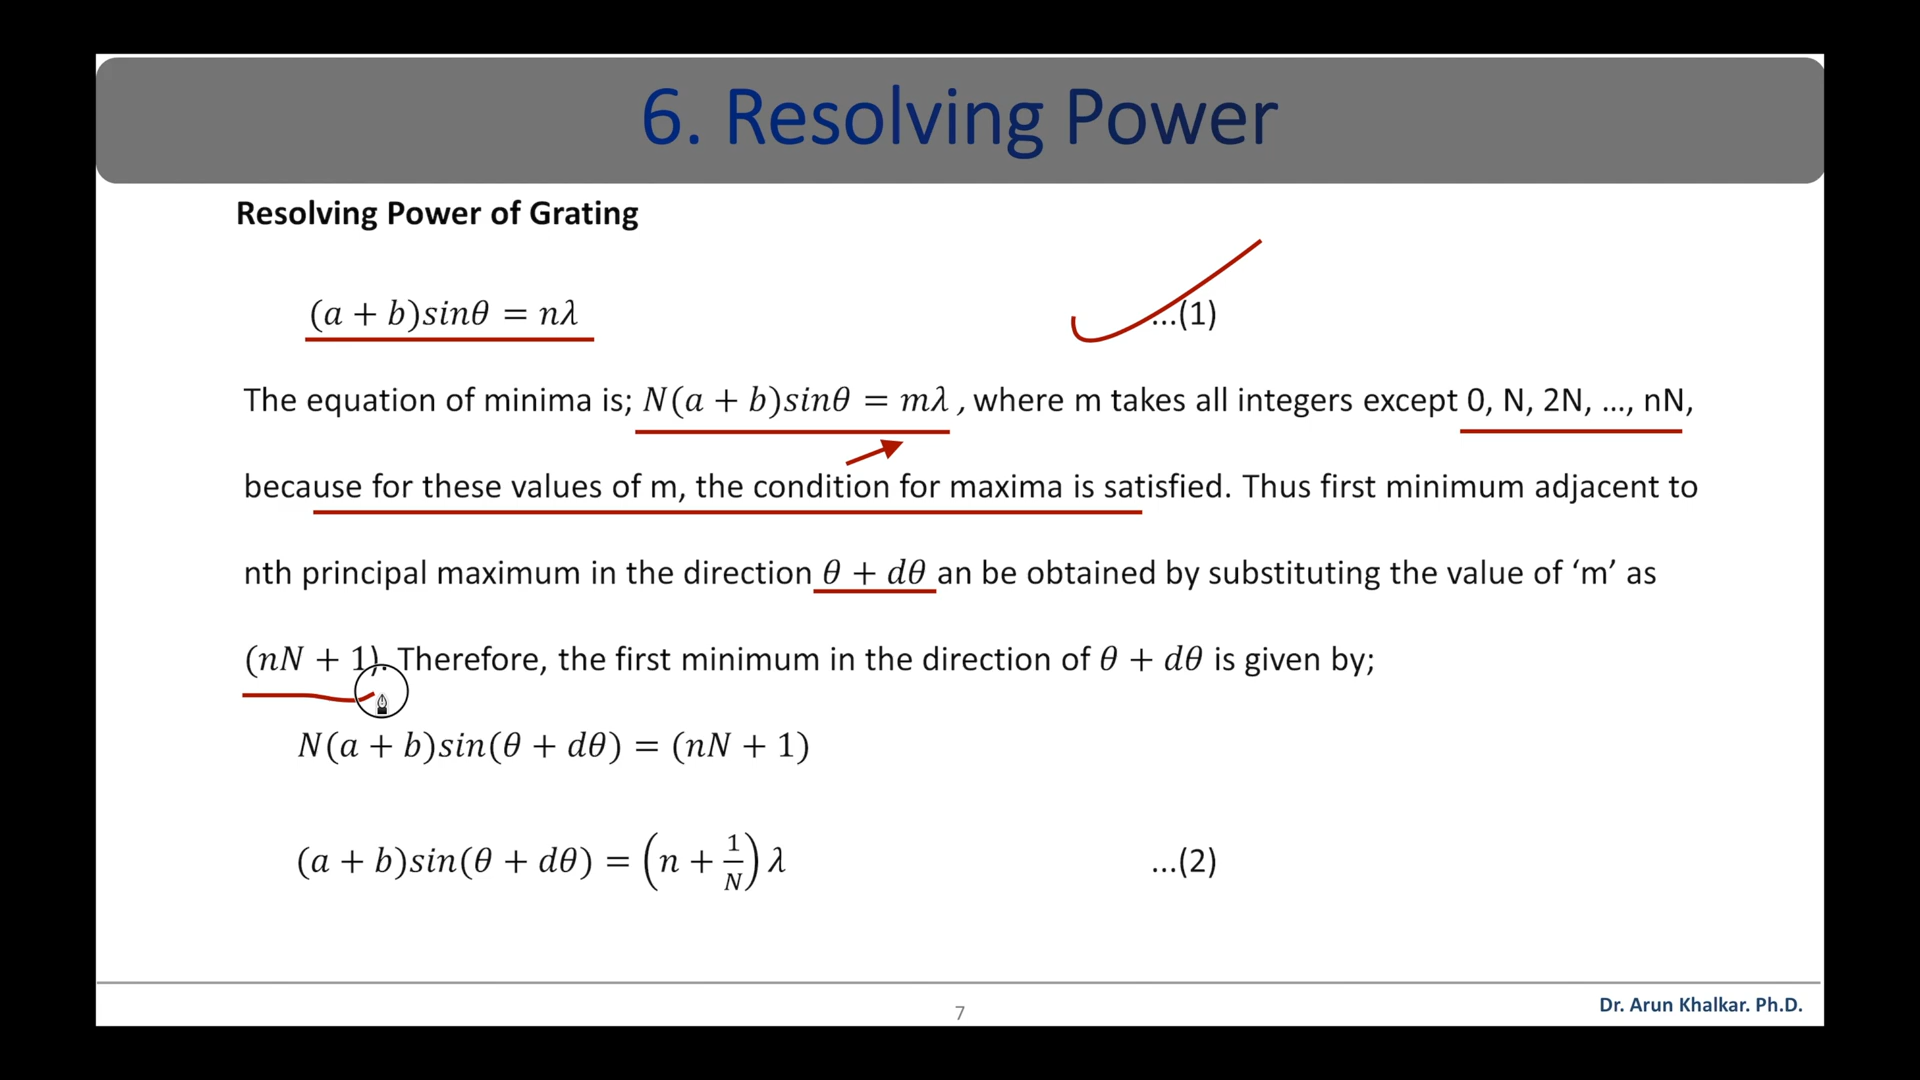 6. Resolving Power
Resolving Power of Grating
(a + b)sinθ = nλ ...(1)
The equation of minima is; N(a + b)sinθ = mλ , where m takes all integers except 0, N, 2N, ..., nN,
because for these values of m, the condition for maxima is satisfied. Thus first minimum adjacent to
nth principal maximum in the direction θ + dθ an be obtained by substituting the value of ‘m’ as
(nN + 1). Therefore, the first minimum in the direction of θ + dθ is given by;
N(a + b)sin(θ + dθ) = (nN + 1)
(a + b)sin(θ + dθ) = (n + 1/N) λ ...(2)
7
Dr. Arun Khalkar. Ph.D.